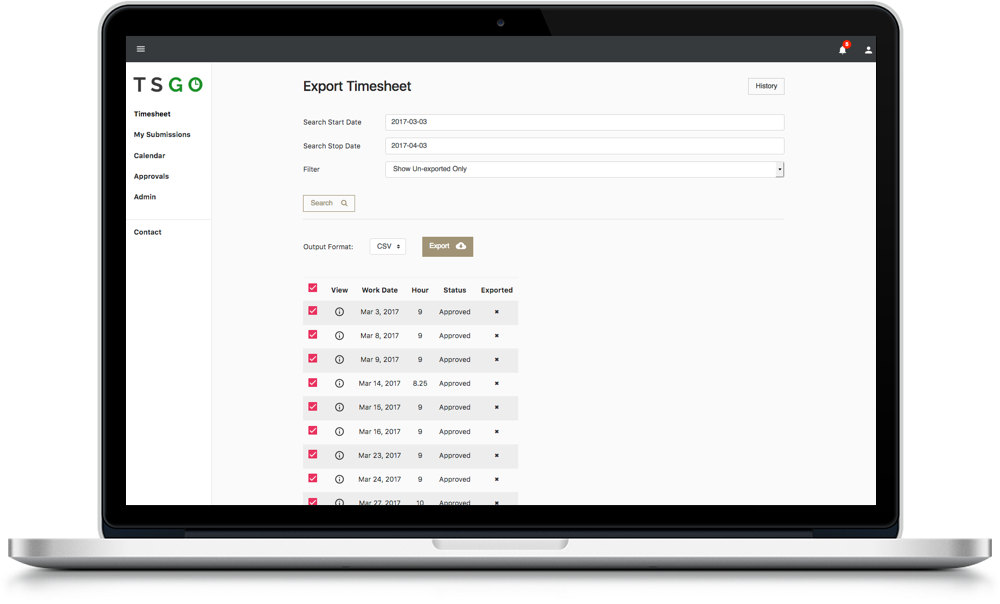 5
TSGO
Export Timesheet
History
Timesheet
Search Start Date 2017-03-03
My Submissions
Search Stop Date 2017-04-03
Calendar
Filter Show Un-exported Only
Approvals
Admin
Search
Contact
Output Format: CSV Export
View Work Date Hour Status Exported
Mar 3, 2017 9 Approved
Mar 8, 2017 9 Approved
Mar 9, 2017 9 Approved
Mar 14, 2017 8.25 Approved
Mar 15, 2017 9 Approved
Mar 16, 2017 9 Approved
Mar 23, 2017 9 Approved
Mar 24, 2017 9 Approved
Mar 27, 2017 10 Approved